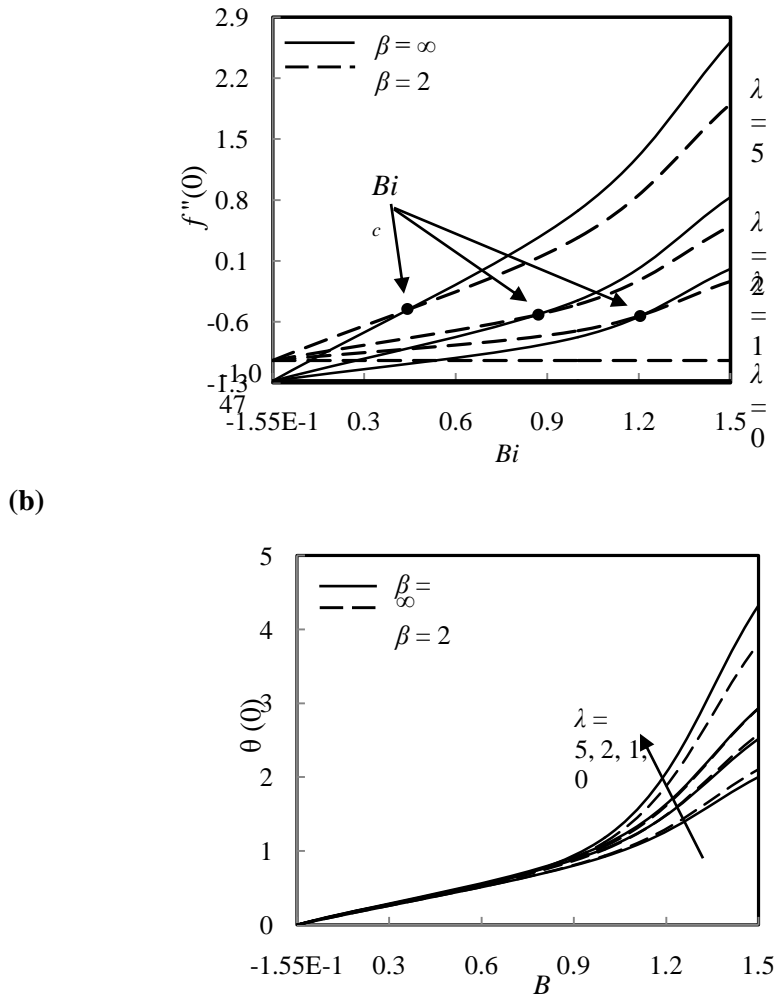 2.9
β = ∞
β = 2
2.2
1.5
0.8
0.1
-0.6
-1.3
47
f "(0)
Bi
c
λ
=
5
λ
=
2
λ
=
1
λ
=
0
-1.55E-1 0.3 0.6 0.9 1.2 1.5
Bi
(b)
5
β =
∞
β = 2
4
3
2
1
0
θ (0)
λ =
5, 2, 1,
0
-1.55E-1 0.3 0.6 0.9 1.2 1.5
B